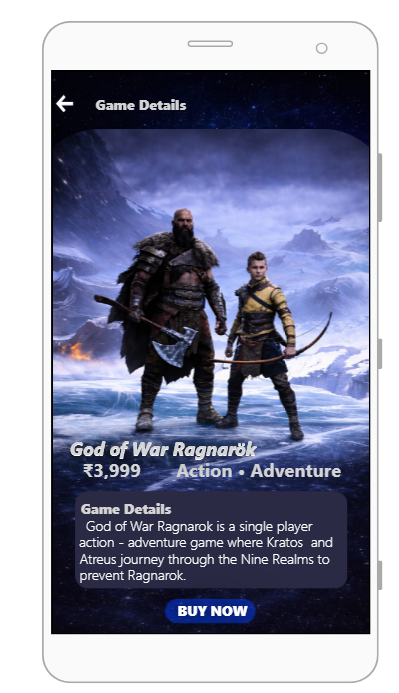 Game Details
God of War Ragnarök
₹3,999 Action • Adventure
Game Details
God of War Ragnarok is a single player
action - adventure game where Kratos and
Atreus journey through the Nine Realms to
prevent Ragnarok.
BUY NOW